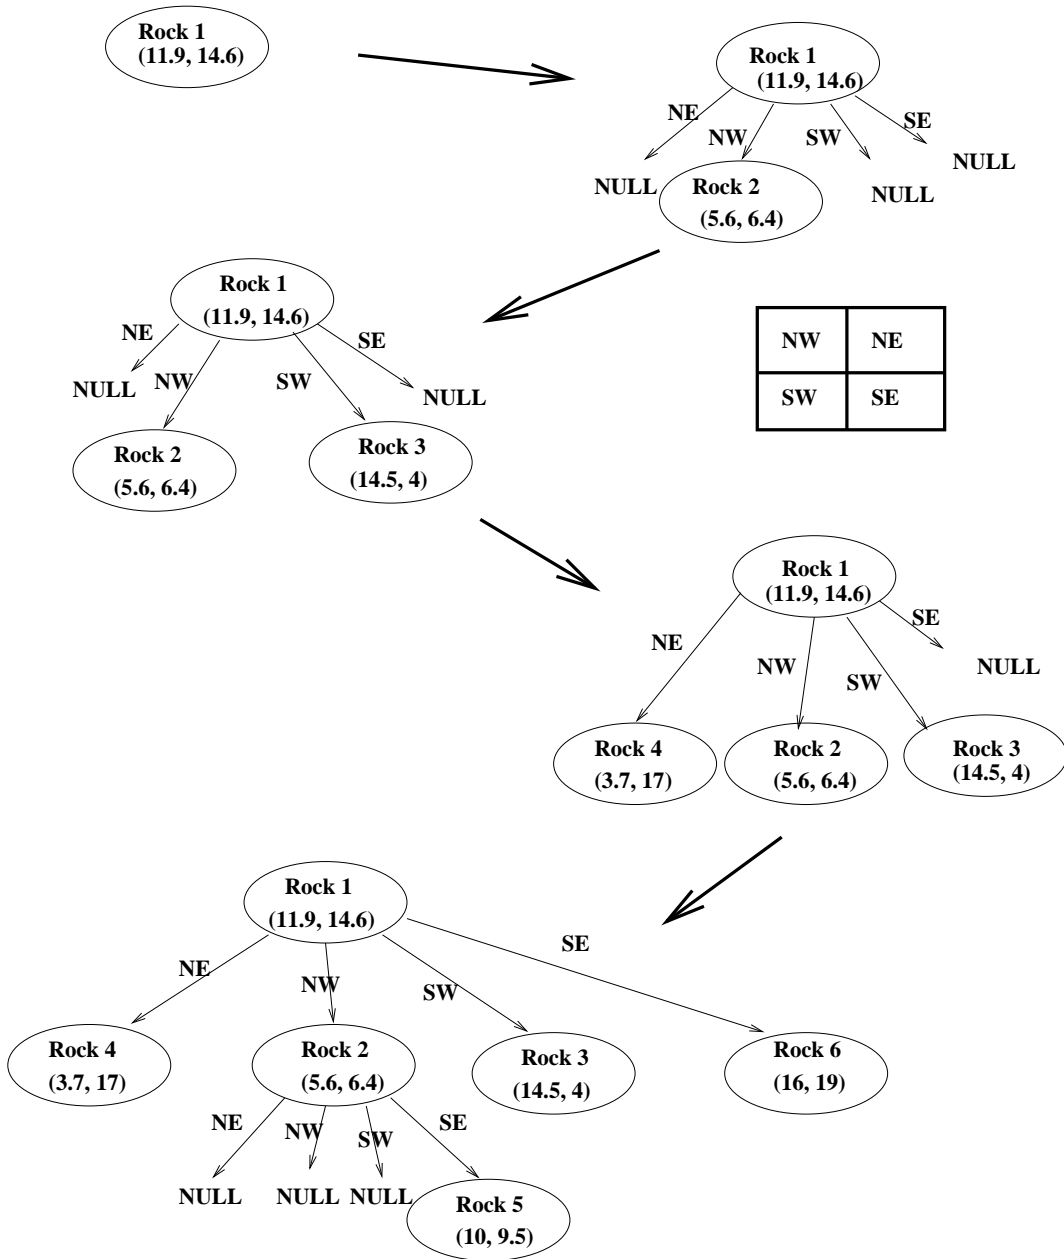 Rock 1
(11.9, 14.6)
Rock 1
(11.9, 14.6)
NE
NW
SW
SE
NULL
Rock 2
(5.6, 6.4)
NULL
NULL
Rock 1
(11.9, 14.6)
NE
NW
SW
SE
NULL
NULL
Rock 2
(5.6, 6.4)
Rock 3
(14.5, 4)
NW
NE
SW
SE
Rock 1
(11.9, 14.6)
NE
NW
SW
SE
NULL
Rock 4
(3.7, 17)
Rock 2
(5.6, 6.4)
Rock 3
(14.5, 4)
Rock 1
(11.9, 14.6)
NE
NW
SW
SE
Rock 4
(3.7, 17)
Rock 2
(5.6, 6.4)
Rock 3
(14.5, 4)
Rock 6
(16, 19)
NE
NW
SW
SE
NULL
NULL
NULL
Rock 5
(10, 9.5)